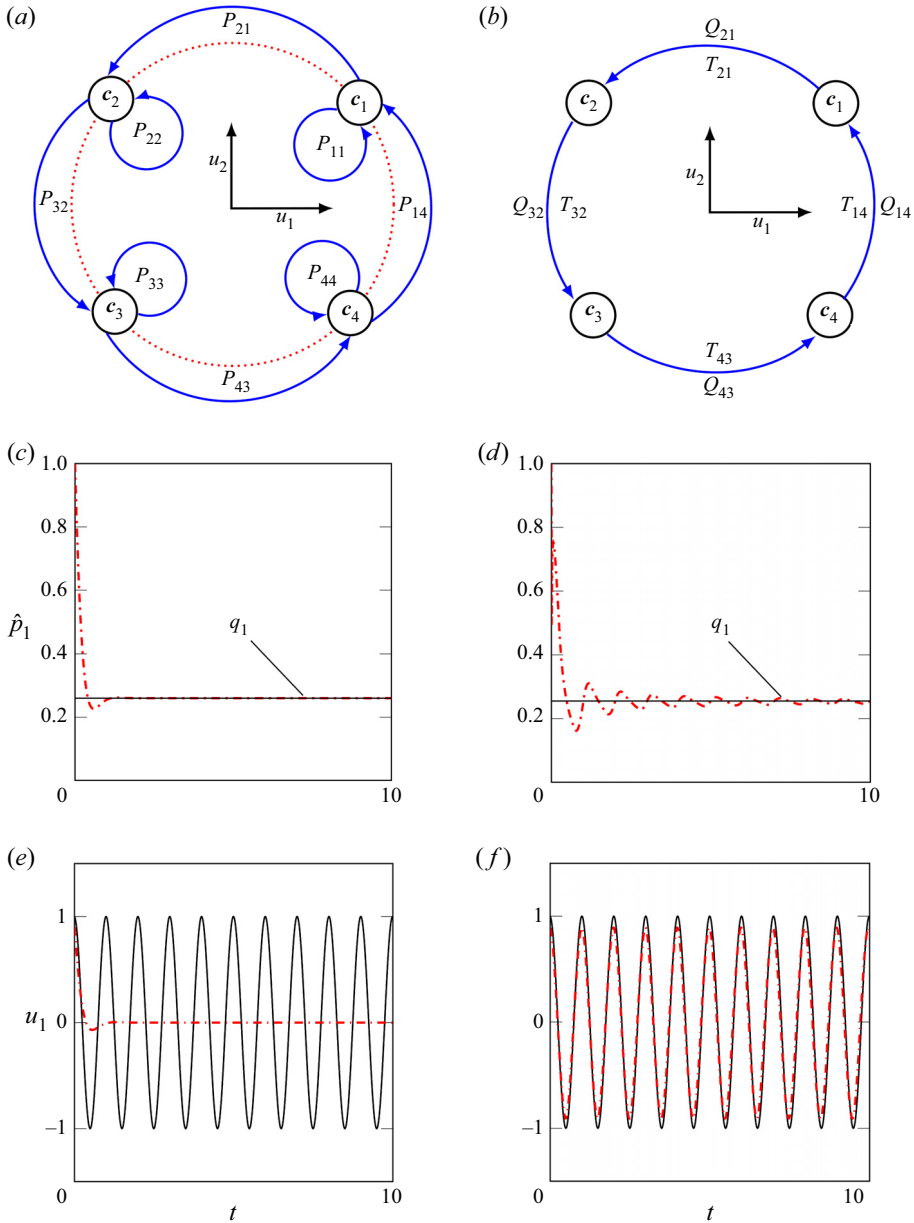 (a)
P21
c2
c1
P22
P11
u2
u1
P32
P14
P33
P44
c3
c4
P43
(b)
Q21
T21
c2
c1
u2
u1
Q32
T32
T14
Q14
c3
c4
T43
Q43
(c)
1.0
0.8
0.6
0.4
0.2
0
10
p̂1
q1
(d)
1.0
0.8
0.6
0.4
0.2
0
10
q1
(e)
1
0
–1
0
10
u1
t
(f)
1
0
–1
0
10
t